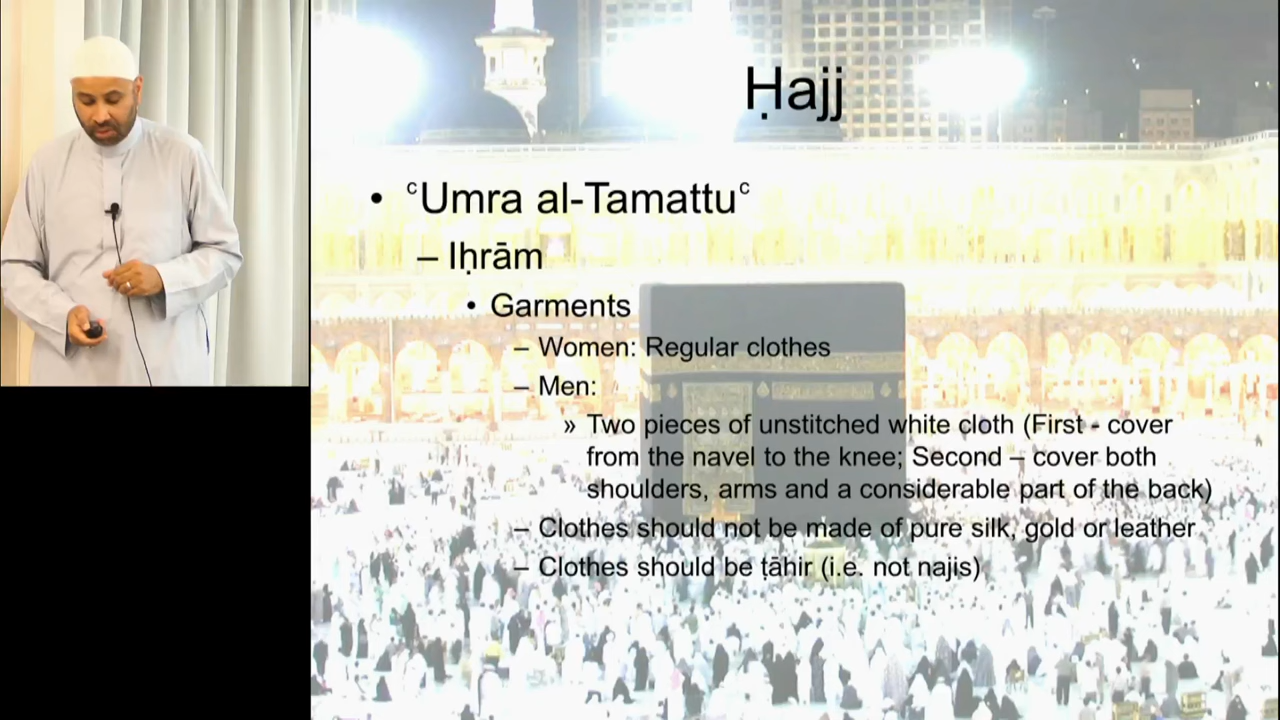 Ḥajj
• ᶜUmra al-Tamattuᶜ
– Iḥrām
• Garments
– Women: Regular clothes
– Men:
» Two pieces of unstitched white cloth (First - cover
from the navel to the knee; Second – cover both
shoulders, arms and a considerable part of the back)
– Clothes should not be made of pure silk, gold or leather
– Clothes should be ṭāhir (i.e. not najis)